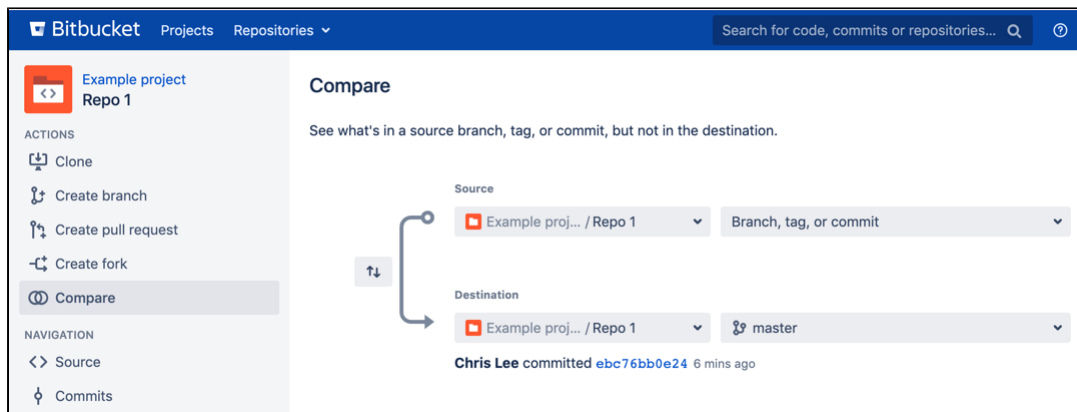 Bitbucket Projects Repositories Search for code, commits or repositories...
Example project
Repo 1
ACTIONS
Clone
Create branch
Create pull request
Create fork
Compare
NAVIGATION
Source
Commits
Compare
See what's in a source branch, tag, or commit, but not in the destination.
Source
Example proj... / Repo 1 Branch, tag, or commit
Destination
Example proj... / Repo 1 master
Chris Lee committed ebc76bb0e24 6 mins ago